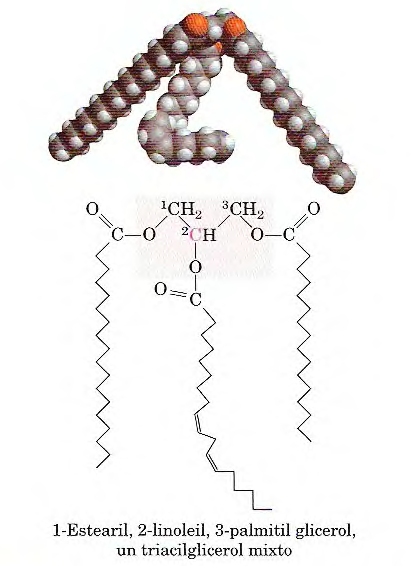 ¹CH₂ ³CH₂
O O
C—O ²CH O—C
O
O=C
1-Estearil, 2-linoleil, 3-palmitil glicerol,
un triacilglicerol mixto